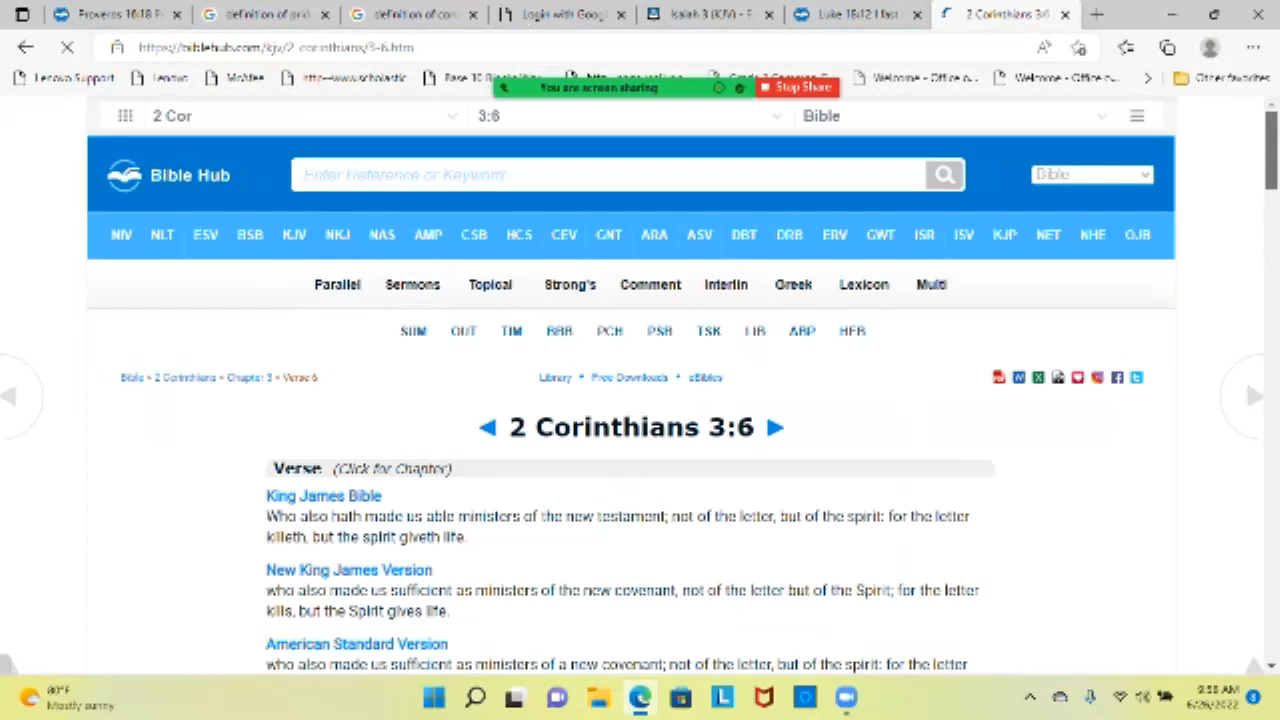 Proverbs 16:18 P
definition of prid
definition of con
Login with Googl
Isaiah 3 (KJV) - F
Luke 18:12 I fast
2 Corinthians 3:6
https://biblehub.com/kjv/2_corinthians/3-6.htm
Lenovo Support
Lenovo
McAfee
http--www.scholastic
Welcome - Office o...
Welcome - Office o...
Other favorites
You are screen sharing
Stop Share
2 Cor
3:6
Bible
Bible Hub
Enter Reference or Keyword
Bible
NIV NLT ESV BSB KJV NKJ NAS AMP CSB HCS CEV GNT ARA ASV DBT DRB ERV GWT ISR ISV KJP NET NHE OJB
Parallel Sermons Topical Strong's Comment Interlin Greek Lexicon Multi
SUM OUT TIM BBB PCH PSB TSK LIB ABP HEB
Bible » 2 Corinthians » Chapter 3 » Verse 6
Library • Free Downloads • eBibles
◄ 2 Corinthians 3:6 ►
Verse (Click for Chapter)
King James Bible
Who also hath made us able ministers of the new testament; not of the letter, but of the spirit: for the letter
killeth, but the spirit giveth life.
New King James Version
who also made us sufficient as ministers of the new covenant, not of the letter but of the Spirit; for the letter
kills, but the Spirit gives life.
American Standard Version
who also made us sufficient as ministers of a new covenant; not of the letter, but of the spirit: for the letter
80°F
Mostly sunny
6/26/2022